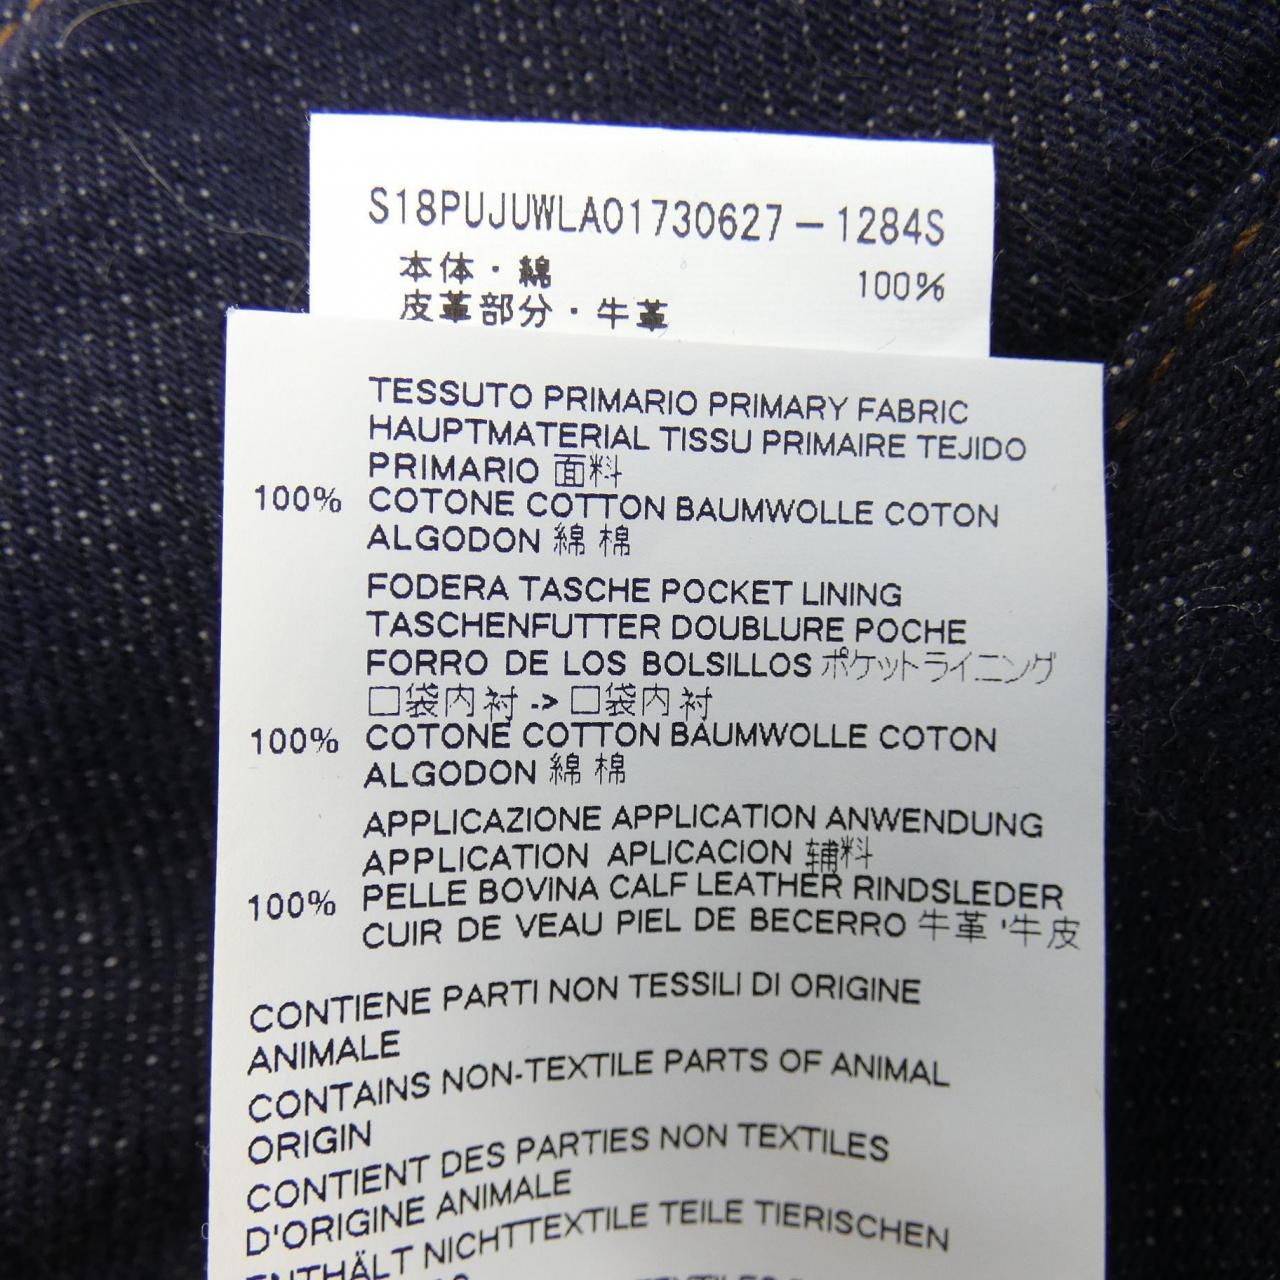 S18PUJUWLA01730627-1284S
本体・綿 100%
皮革部分・牛革
TESSUTO PRIMARIO PRIMARY FABRIC
HAUPTMATERIAL TISSU PRIMAIRE TEJIDO
PRIMARIO 面料
100% COTONE COTTON BAUMWOLLE COTON
ALGODON 綿 棉
FODERA TASCHE POCKET LINING
TASCHENFUTTER DOUBLURE POCHE
FORRO DE LOS BOLSILLOS ポケットライニング
口袋内衬 -> 口袋内衬
100% COTONE COTTON BAUMWOLLE COTON
ALGODON 綿 棉
APPLICAZIONE APPLICATION ANWENDUNG
APPLICATION APLICACION 辅料
100% PELLE BOVINA CALF LEATHER RINDSLEDER
CUIR DE VEAU PIEL DE BECERRO 牛革 '牛皮
CONTIENE PARTI NON TESSILI DI ORIGINE
ANIMALE
CONTAINS NON-TEXTILE PARTS OF ANIMAL
ORIGIN
CONTIENT DES PARTIES NON TEXTILES
D'ORIGINE ANIMALE
ENTHÄLT NICHTTEXTILE TEILE TIERISCHEN